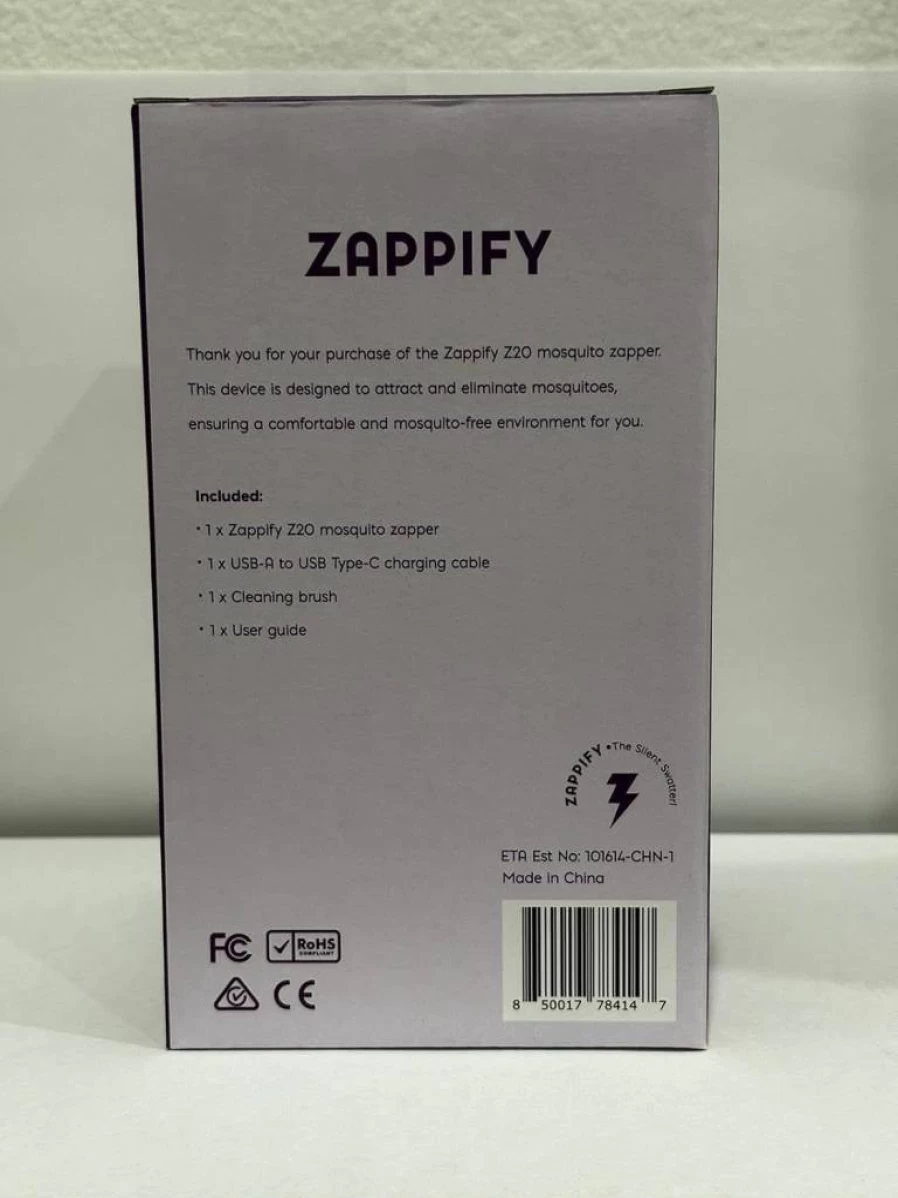 ZAPPIFY
Thank you for your purchase of the Zappify Z20 mosquito zapper.
This device is designed to attract and eliminate mosquitoes,
ensuring a comfortable and mosquito-free environment for you.
Included:
· 1 x Zappify Z20 mosquito zapper
· 1 x USB-A to USB Type-C charging cable
· 1 x Cleaning brush
· 1 x User guide
ZAPPIFY • The Silent Swatter!
ETA Est No: 101614-CHN-1
Made in China
FC
RoHS
COMPLIANT
CE
8 50017 78414 7